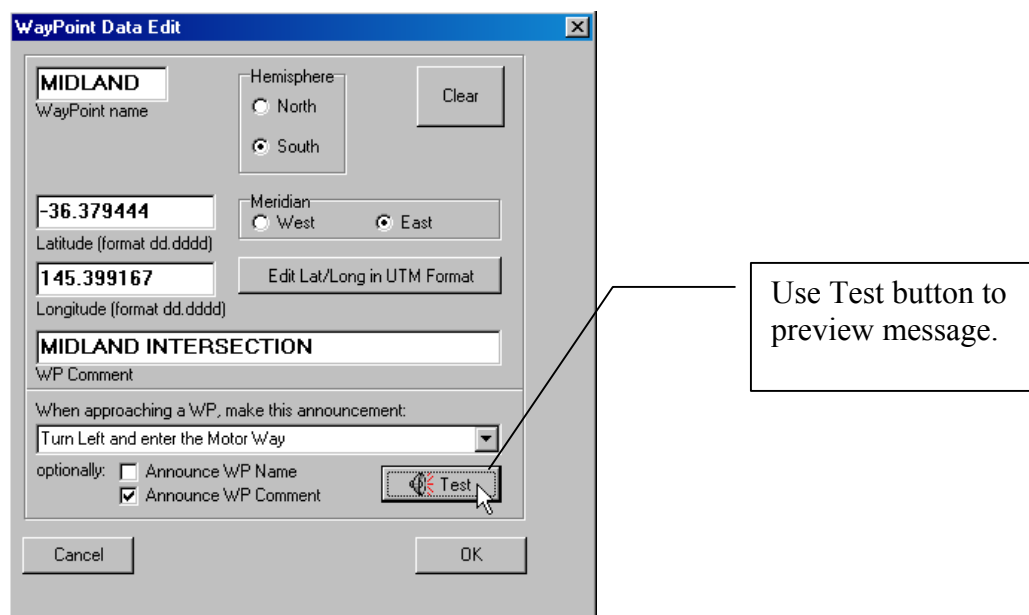 WayPoint Data Edit
MIDLAND
WayPoint name
Hemisphere
North
South
Clear
-36.379444
Latitude (format dd.dddd)
Meridian
West
East
145.399167
Longitude (format dd.dddd)
Edit Lat/Long in UTM Format
MIDLAND INTERSECTION
WP Comment
When approaching a WP, make this announcement:
Turn Left and enter the Motor Way
optionally:
Announce WP Name
Announce WP Comment
Test
Cancel
OK
Use Test button to
preview message.